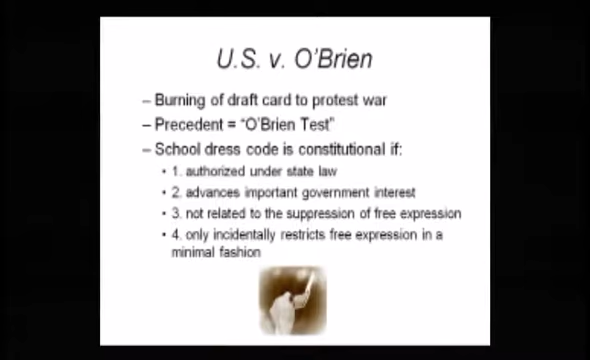 U.S. v. O'Brien
– Burning of draft card to protest war
– Precedent = "O'Brien Test"
– School dress code is constitutional if:
• 1. authorized under state law
• 2. advances important government interest
• 3. not related to the suppression of free expression
• 4. only incidentally restricts free expression in a
minimal fashion